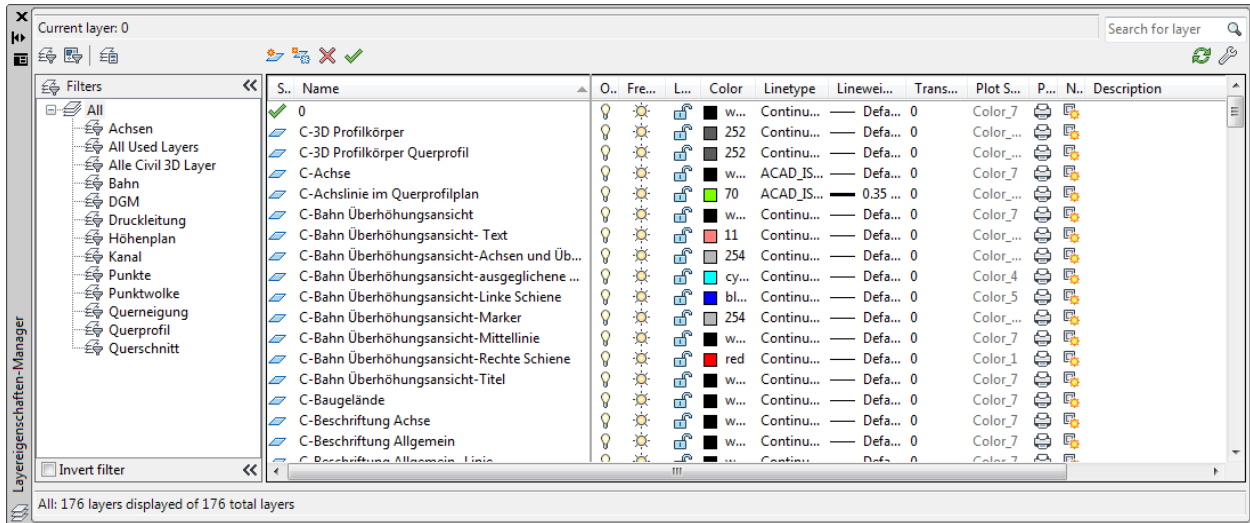 Current layer: 0
Search for layer
Filters
All
Achsen
All Used Layers
Alle Civil 3D Layer
Bahn
DGM
Druckleitung
Höhenplan
Kanal
Punkte
Punktwolke
Querneigung
Querprofil
Querschnitt
Invert filter
S.. Name O.. Fre... L... Color Linetype Linewei... Trans... Plot S... P... N.. Description
0 w... Continu... Defa... 0 Color_7
C-3D Profilkörper 252 Continu... Defa... 0 Color_...
C-3D Profilkörper Querprofil 252 Continu... Defa... 0 Color_...
C-Achse w... ACAD_IS... Defa... 0 Color_7
C-Achslinie im Querprofilplan 70 ACAD_IS... 0.35 ... 0 Color_...
C-Bahn Überhöhungsansicht w... Continu... Defa... 0 Color_7
C-Bahn Überhöhungsansicht- Text 11 Continu... Defa... 0 Color_...
C-Bahn Überhöhungsansicht-Achsen und Üb... 254 Continu... Defa... 0 Color_...
C-Bahn Überhöhungsansicht-ausgeglichene ... cy... Continu... Defa... 0 Color_4
C-Bahn Überhöhungsansicht-Linke Schiene bl... Continu... Defa... 0 Color_5
C-Bahn Überhöhungsansicht-Marker 254 Continu... Defa... 0 Color_...
C-Bahn Überhöhungsansicht-Mittellinie w... Continu... Defa... 0 Color_7
C-Bahn Überhöhungsansicht-Rechte Schiene red Continu... Defa... 0 Color_1
C-Bahn Überhöhungsansicht-Titel w... Continu... Defa... 0 Color_7
C-Baugelände w... Continu... Defa... 0 Color_7
C-Beschriftung Achse w... Continu... Defa... 0 Color_7
C-Beschriftung Allgemein w... Continu... Defa... 0 Color_7
C-Beschriftung Allgemein
Layereigenschaften-Manager
All: 176 layers displayed of 176 total layers